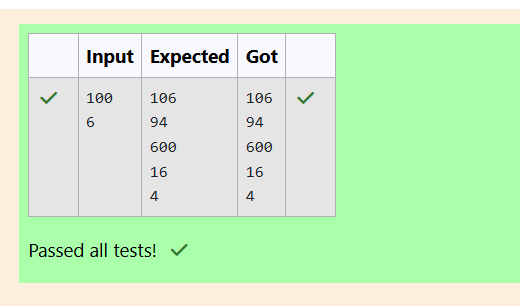 Input Expected Got
100 106 106
6 94 94
600 600
16 16
4 4
Passed all tests!